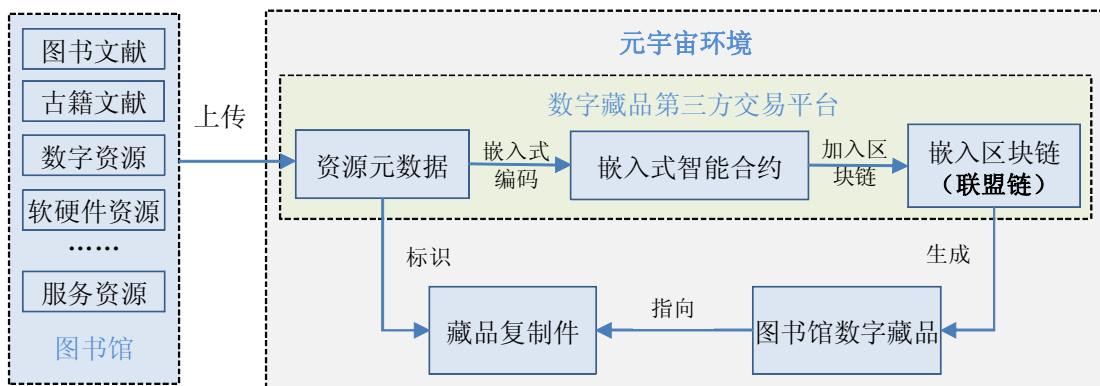 图书文献
古籍文献
数字资源
软硬件资源
……
服务资源
图书馆
上传
元宇宙环境
数字藏品第三方交易平台
资源元数据
嵌入式
编码
嵌入式智能合约
加入区
块链
嵌入区块链
（联盟链）
标识
生成
藏品复制件
指向
图书馆数字藏品